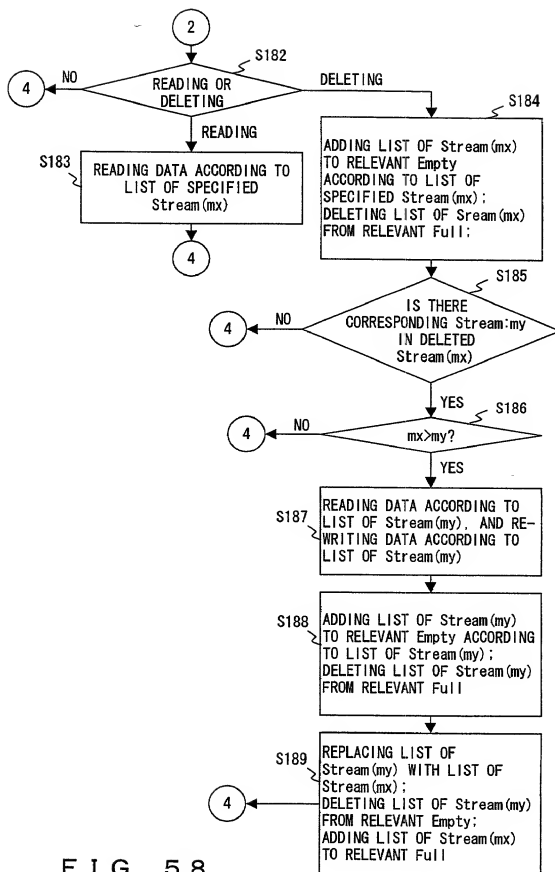 2
S182
NO
READING OR
DELETING
DELETING
4
READING
S183
READING DATA ACCORDING TO
LIST OF SPECIFIED
Stream(mx)
4
S184
ADDING LIST OF Stream(mx)
TO RELEVANT Empty
ACCORDING TO LIST OF
SPECIFIED Stream(mx);
DELETING LIST OF Sream(mx)
FROM RELEVANT Full;
S185
IS THERE
CORRESPONDING Stream:my
IN DELETED
Stream(mx)
NO
4
YES
S186
mx>my?
NO
4
YES
S187
READING DATA ACCORDING TO
LIST OF Stream(my), AND RE-
WRITING DATA ACCORDING TO
LIST OF Stream(my)
S188
ADDING LIST OF Stream(my)
TO RELEVANT Empty ACCORDING
TO LIST OF Stream(my);
DELETING LIST OF Stream(my)
FROM RELEVANT Full
S189
REPLACING LIST OF
Stream(my) WITH LIST OF
Stream(mx);
DELETING LIST OF Stream(my)
FROM RELEVANT Empty;
ADDING LIST OF Stream(mx)
TO RELEVANT Full
4
FIG. 58